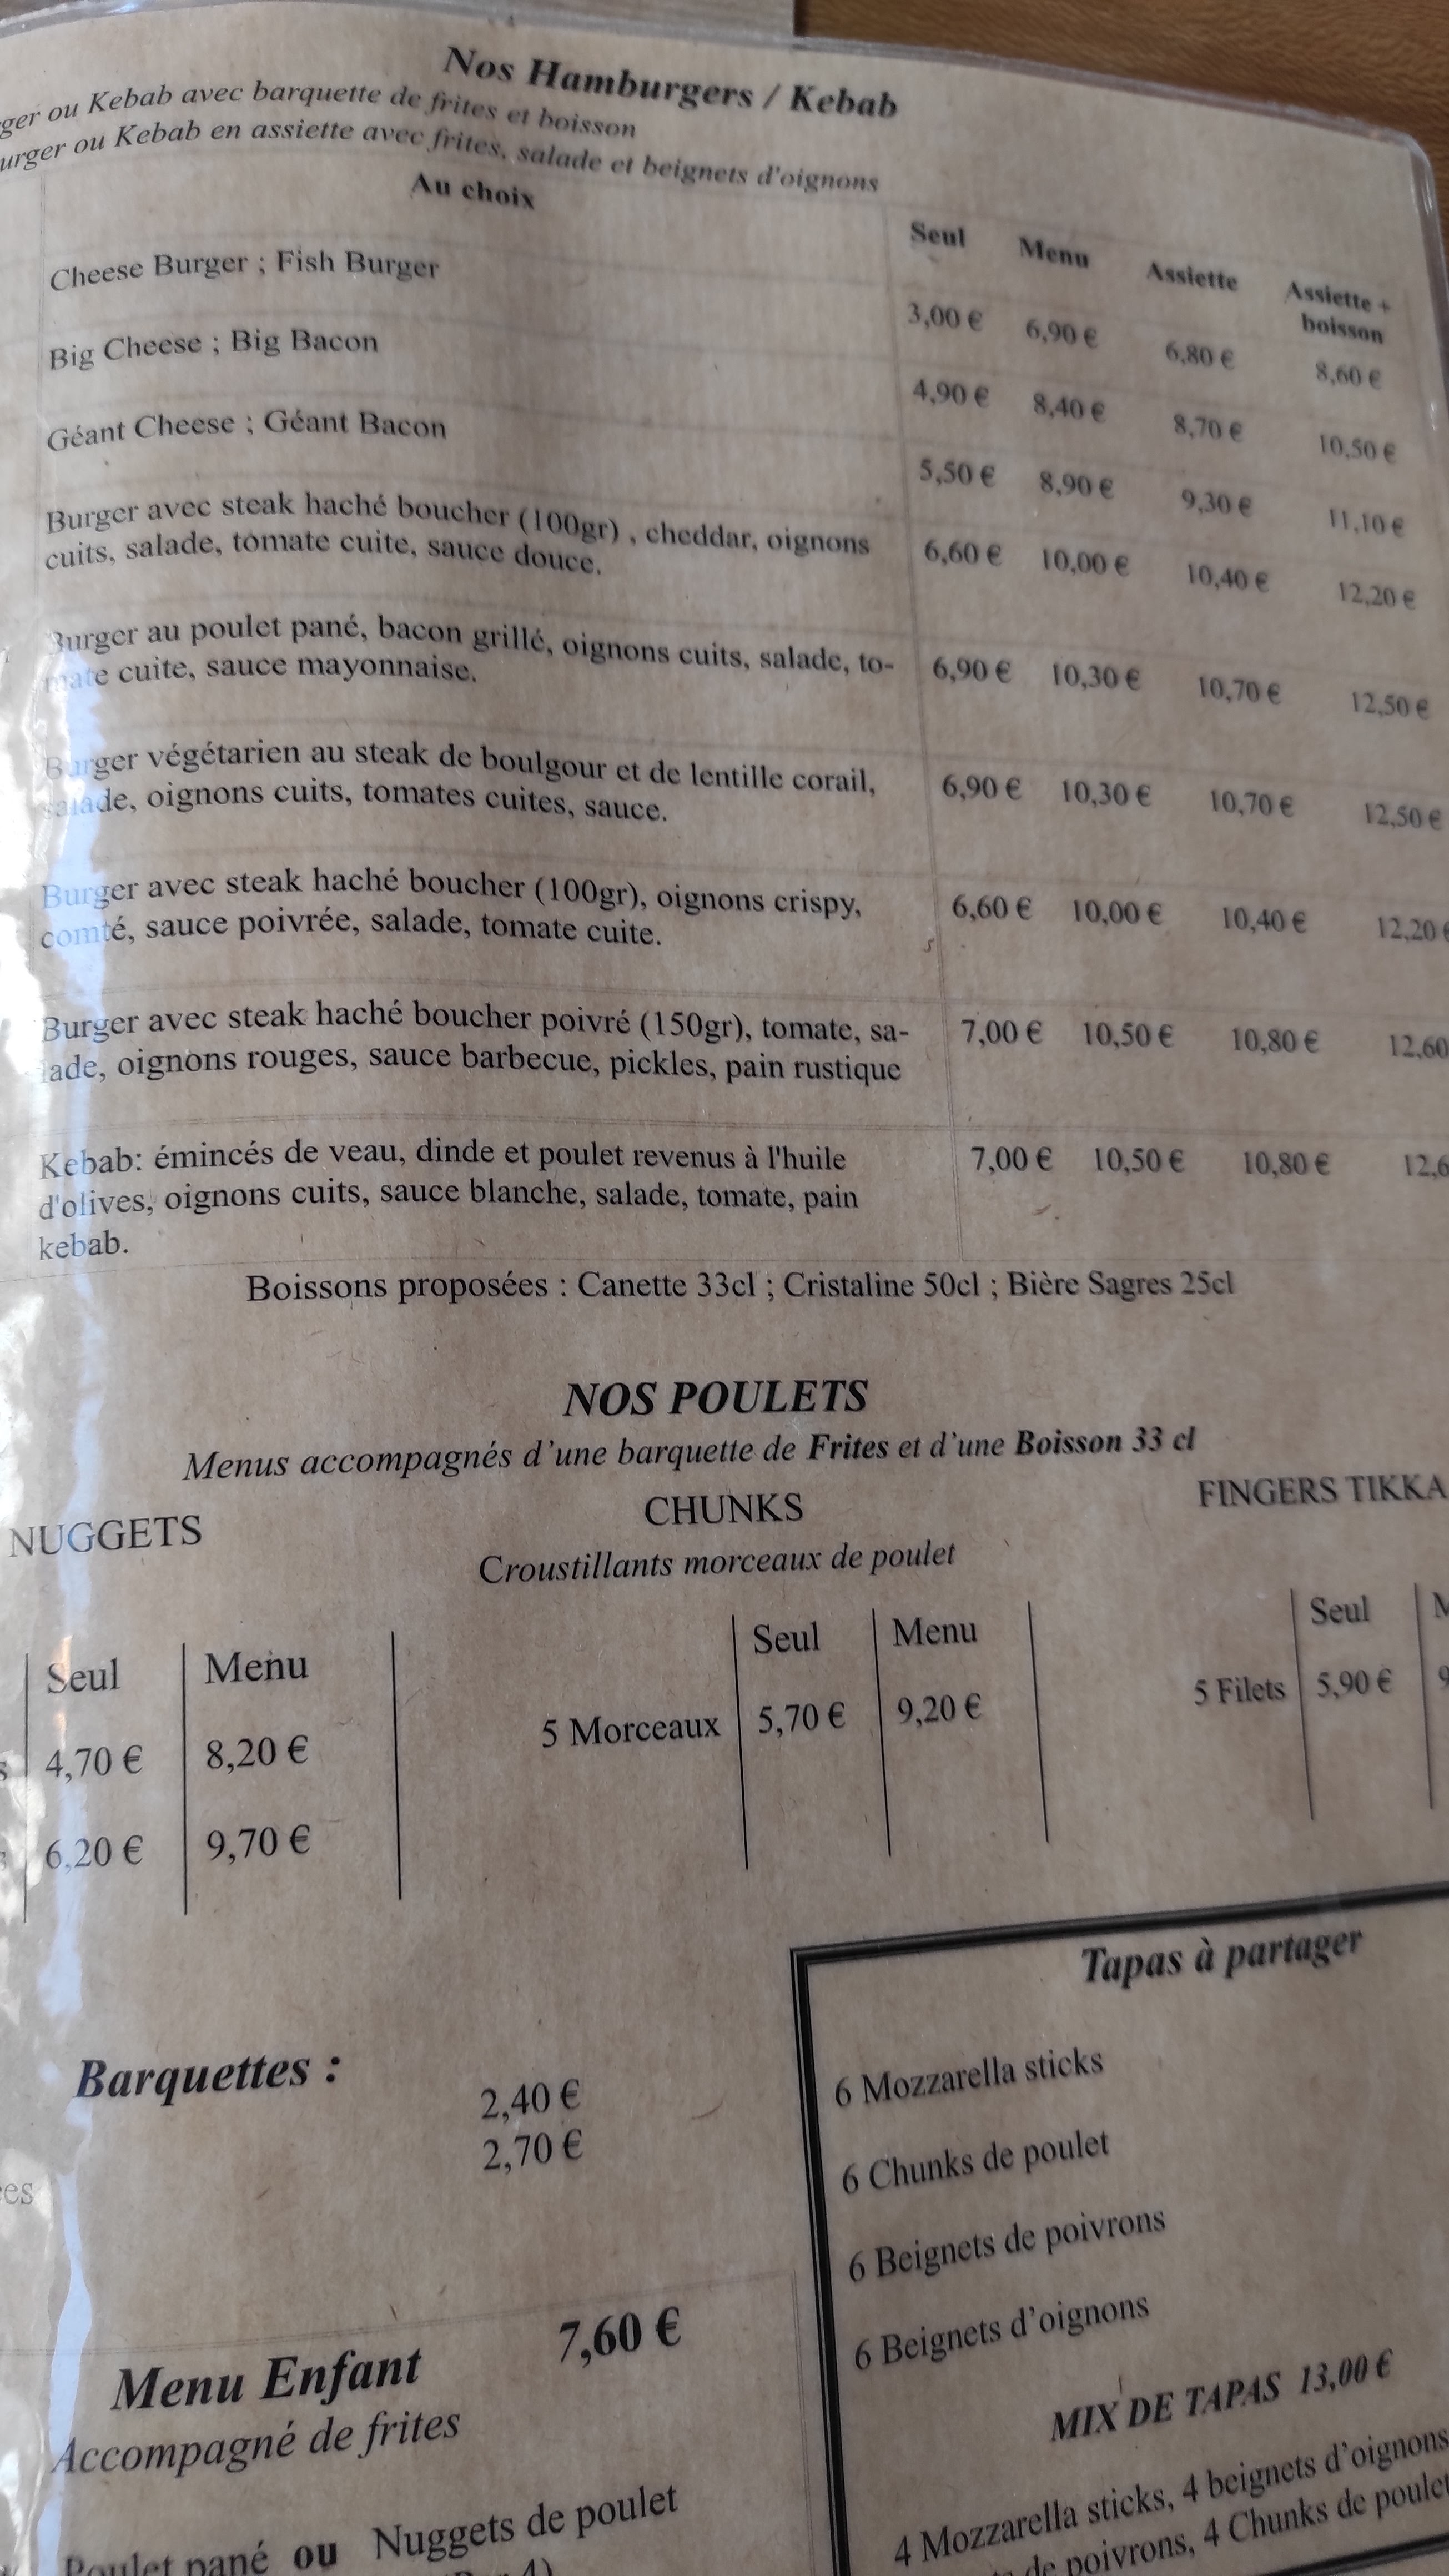 Nos Hamburgers / Kebab
ou Kebab avec barquette de frites et boisson
ou Kebab en assiette avec frites, salade et beignets d'oignons
Au choix
Seul Menu Assiette Assiette + boisson
Cheese Burger ; Fish Burger 3,00 € 6,90 € 6,80 € 8,60 €
Big Cheese ; Big Bacon 4,90 € 8,40 € 8,70 € 10,50 €
Géant Cheese ; Géant Bacon 5,50 € 8,90 € 9,30 € 11,10 €
Burger avec steak haché boucher (100gr) , cheddar, oignons 6,60 € 10,00 € 10,40 € 12,20 €
cuits, salade, tomate cuite, sauce douce.
Burger au poulet pané, bacon grillé, oignons cuits, salade, to- 6,90 € 10,30 € 10,70 € 12,50 €
mate cuite, sauce mayonnaise.
Burger végétarien au steak de boulgour et de lentille corail, 6,90 € 10,30 € 10,70 € 12,50 €
salade, oignons cuits, tomates cuites, sauce.
Burger avec steak haché boucher (100gr), oignons crispy, 6,60 € 10,00 € 10,40 € 12,20 €
comté, sauce poivrée, salade, tomate cuite.
Burger avec steak haché boucher poivré (150gr), tomate, sa- 7,00 € 10,50 € 10,80 € 12,60
lade, oignons rouges, sauce barbecue, pickles, pain rustique
Kebab: émincés de veau, dinde et poulet revenus à l'huile 7,00 € 10,50 € 10,80 € 12,6
d'olives, oignons cuits, sauce blanche, salade, tomate, pain
kebab.
Boissons proposées : Canette 33cl ; Cristaline 50cl ; Bière Sagres 25cl
NOS POULETS
Menus accompagnés d'une barquette de Frites et d'une Boisson 33 cl
NUGGETS
Seul Menu
4,70 € 8,20 €
6,20 € 9,70 €
CHUNKS
Croustillants morceaux de poulet
Seul Menu
5 Morceaux 5,70 € 9,20 €
FINGERS TIKKA
Seul
5 Filets 5,90 €
Barquettes :
2,40 €
2,70 €
Menu Enfant 7,60 €
Accompagné de frites
Poulet pané ou Nuggets de poulet
Tapas à partager
6 Mozzarella sticks
6 Chunks de poulet
6 Beignets de poivrons
6 Beignets d'oignons
MIX DE TAPAS 13,00 €
4 Mozzarella sticks, 4 beignets d'oignons
de poivrons, 4 Chunks de poulet